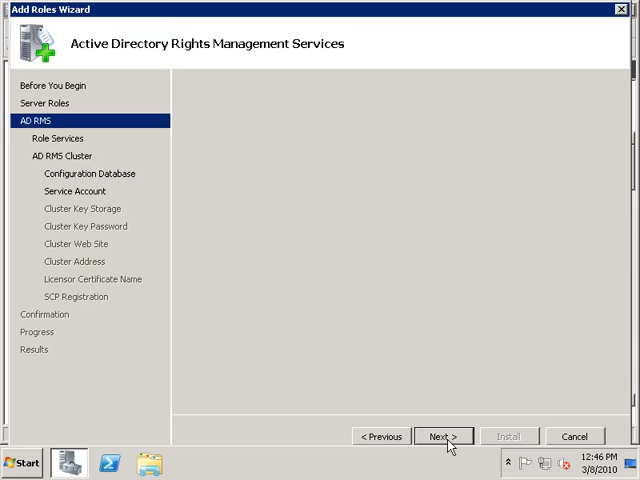 Add Roles Wizard
Active Directory Rights Management Services
Before You Begin
Server Roles
AD RMS
Role Services
AD RMS Cluster
Configuration Database
Service Account
Cluster Key Storage
Cluster Key Password
Cluster Web Site
Cluster Address
Licensor Certificate Name
SCP Registration
Confirmation
Progress
Results
< Previous
Next >
Install
Cancel
Start
12:46 PM
3/8/2010